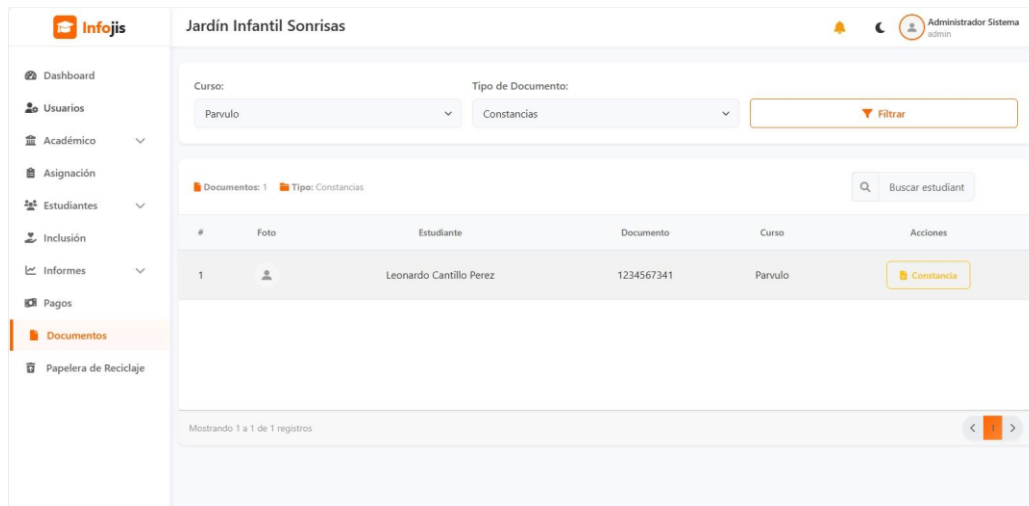 Infojis
Jardín Infantil Sonrisas
Administrador Sistema
admin
Dashboard
Usuarios
Académico
Asignación
Estudiantes
Inclusión
Informes
Pagos
Documentos
Papelera de Reciclaje
Curso:
Tipo de Documento:
Parvulo
Constancias
Filtrar
Documentos: 1 Tipo: Constancias
Buscar estudiant
# Foto Estudiante Documento Curso Acciones
1 Leonardo Cantillo Perez 1234567341 Parvulo Constancia
Mostrando 1 a 1 de 1 registros
1